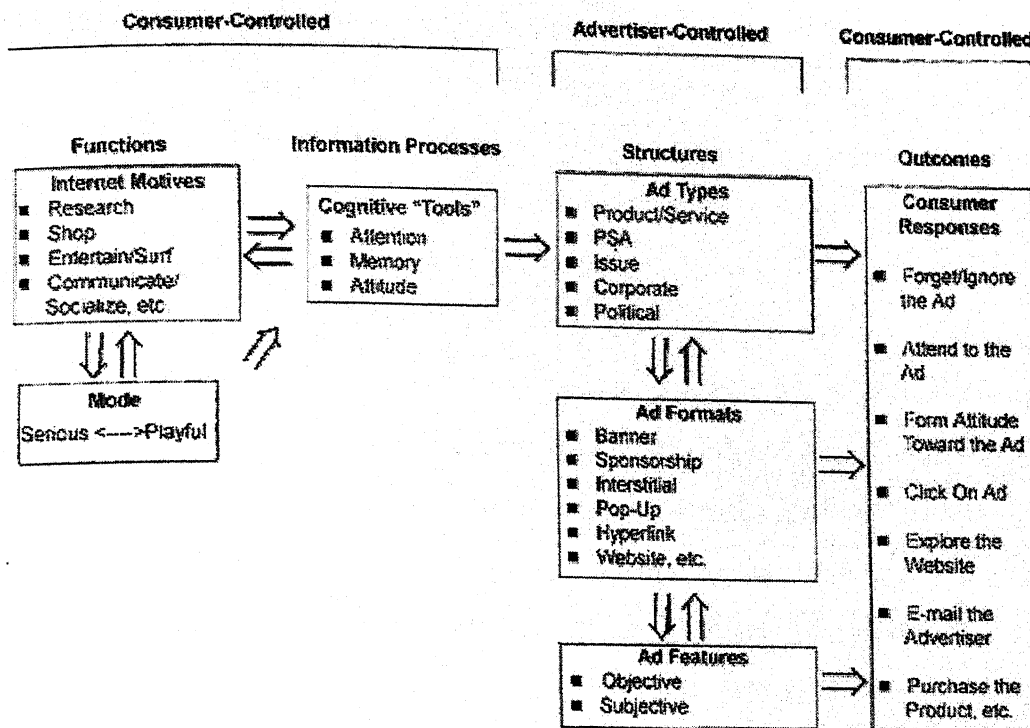 Consumer-Controlled
Advertiser-Controlled
Consumer-Controlled
Functions
Internet Motives
■ Research
■ Shop
■ Entertain/Surf
■ Communicate/
Socialize, etc
Mode
Serious <---->Playful
Information Processes
Cognitive "Tools"
■ Attention
■ Memory
■ Attitude
Structures
Ad Types
■ Product/Service
■ PSA
■ Issue
■ Corporate
■ Political
Ad Formats
■ Banner
■ Sponsorship
■ Interstitial
■ Pop-Up
■ Hyperlink
■ Website, etc.
Ad Features
■ Objective
■ Subjective
Outcomes
Consumer
Responses
■ Forget/Ignore
the Ad
■ Attend to the
Ad
■ Form Attitude
Toward the Ad
■ Click On Ad
■ Explore the
Website
■ E-mail the
Advertiser
■ Purchase the
Product, etc.